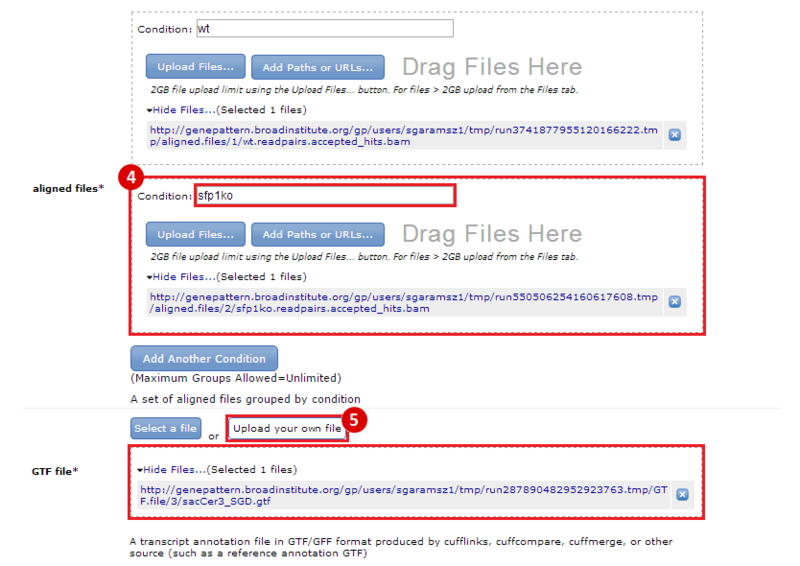 Condition: wt
Upload Files... Add Paths or URLs... Drag Files Here
2GB file upload limit using the Upload Files... button. For files > 2GB upload from the Files tab.
Hide Files...(Selected 1 files)
http://genepattern.broadinstitute.org/gp/users/sgaramsz1/tmp/run3741877955120166222.tm
p/aligned.files/1/wt.readpairs.accepted_hits.bam
4
aligned files*
Condition: sfp1ko
Upload Files... Add Paths or URLs... Drag Files Here
2GB file upload limit using the Upload Files... button. For files > 2GB upload from the Files tab.
Hide Files...(Selected 1 files)
http://genepattern.broadinstitute.org/gp/users/sgaramsz1/tmp/run550506254160617608.tmp
/aligned.files/2/sfp1ko.readpairs.accepted_hits.bam
Add Another Condition
(Maximum Groups Allowed=Unlimited)
A set of aligned files grouped by condition
Select a file or Upload your own file 5
GTF file*
Hide Files...(Selected 1 files)
http://genepattern.broadinstitute.org/gp/users/sgaramsz1/tmp/run287890482952923763.tmp/GT
F.file/3/sacCer3_SGD.gtf
A transcript annotation file in GTF/GFF format produced by cufflinks, cuffcompare, cuffmerge, or other
source (such as a reference annotation GTF)